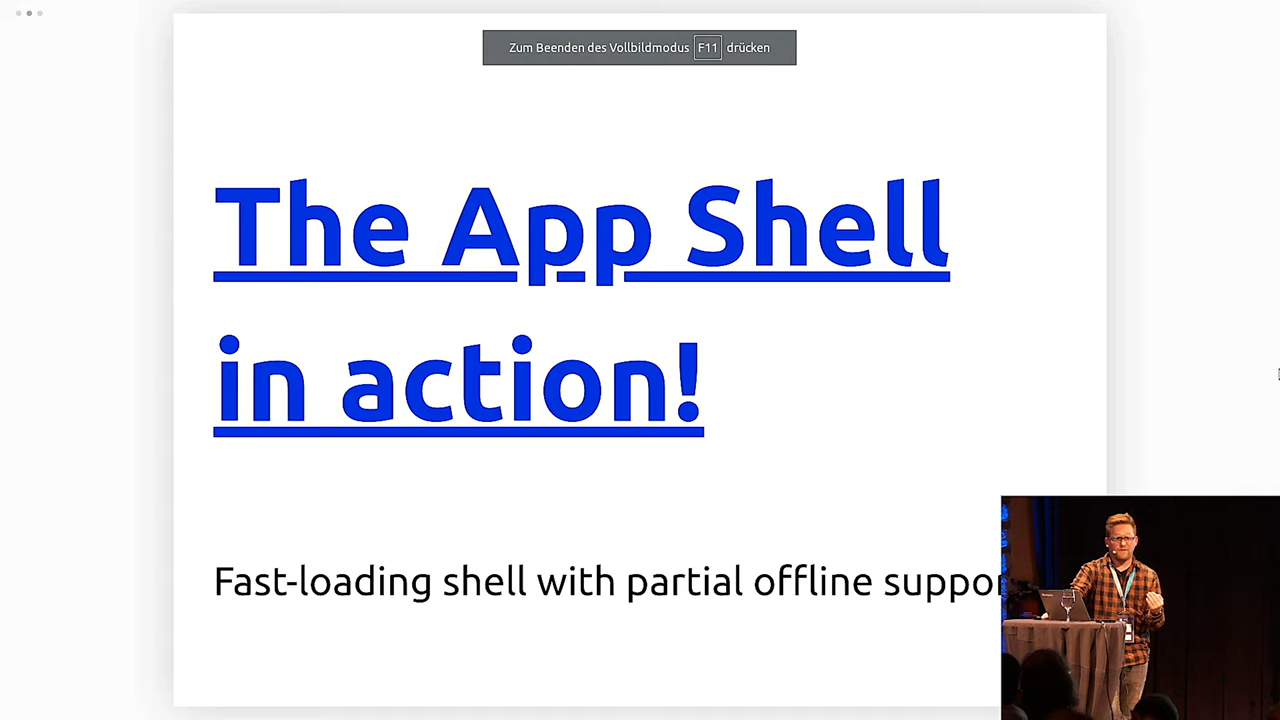 Zum Beenden des Vollbildmodus F11 drücken
The App Shell
in action!
Fast-loading shell with partial offline suppor